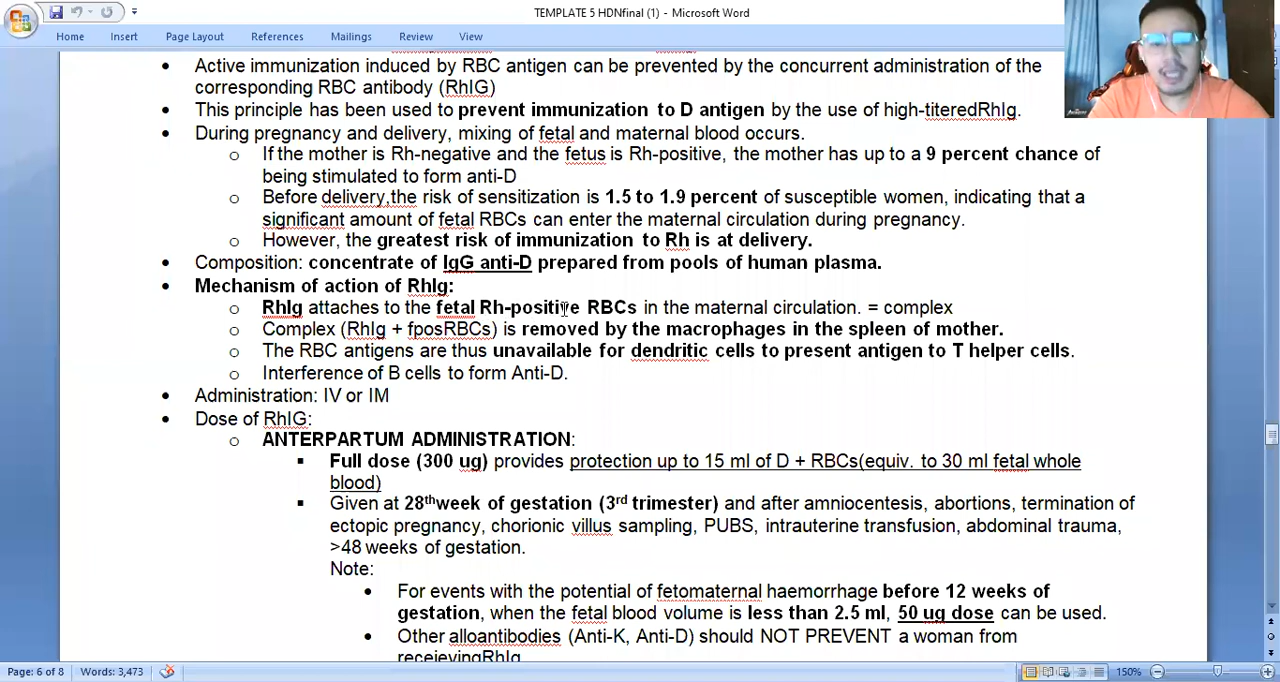 TEMPLATE 5 HDNfinal (1) - Microsoft Word
Home Insert Page Layout References Mailings Review View
• Active immunization induced by RBC antigen can be prevented by the concurrent administration of the
corresponding RBC antibody (RhIG)
• This principle has been used to prevent immunization to D antigen by the use of high-titeredRhIg.
• During pregnancy and delivery, mixing of fetal and maternal blood occurs.
o If the mother is Rh-negative and the fetus is Rh-positive, the mother has up to a 9 percent chance of
being stimulated to form anti-D
o Before delivery,the risk of sensitization is 1.5 to 1.9 percent of susceptible women, indicating that a
significant amount of fetal RBCs can enter the maternal circulation during pregnancy.
o However, the greatest risk of immunization to Rh is at delivery.
• Composition: concentrate of IgG anti-D prepared from pools of human plasma.
• Mechanism of action of RhIg:
o RhIg attaches to the fetal Rh-positive RBCs in the maternal circulation. = complex
o Complex (RhIg + fposRBCs) is removed by the macrophages in the spleen of mother.
o The RBC antigens are thus unavailable for dendritic cells to present antigen to T helper cells.
o Interference of B cells to form Anti-D.
• Administration: IV or IM
• Dose of RhIG:
o ANTERPARTUM ADMINISTRATION:
▪ Full dose (300 ug) provides protection up to 15 ml of D + RBCs(equiv. to 30 ml fetal whole
blood)
▪ Given at 28thweek of gestation (3rd trimester) and after amniocentesis, abortions, termination of
ectopic pregnancy, chorionic villus sampling, PUBS, intrauterine transfusion, abdominal trauma,
>48 weeks of gestation.
Note:
• For events with the potential of fetomaternal haemorrhage before 12 weeks of
gestation, when the fetal blood volume is less than 2.5 ml, 50 ug dose can be used.
• Other alloantibodies (Anti-K, Anti-D) should NOT PREVENT a woman from
receievingRhIg
Page: 6 of 8 Words: 3,473 150%